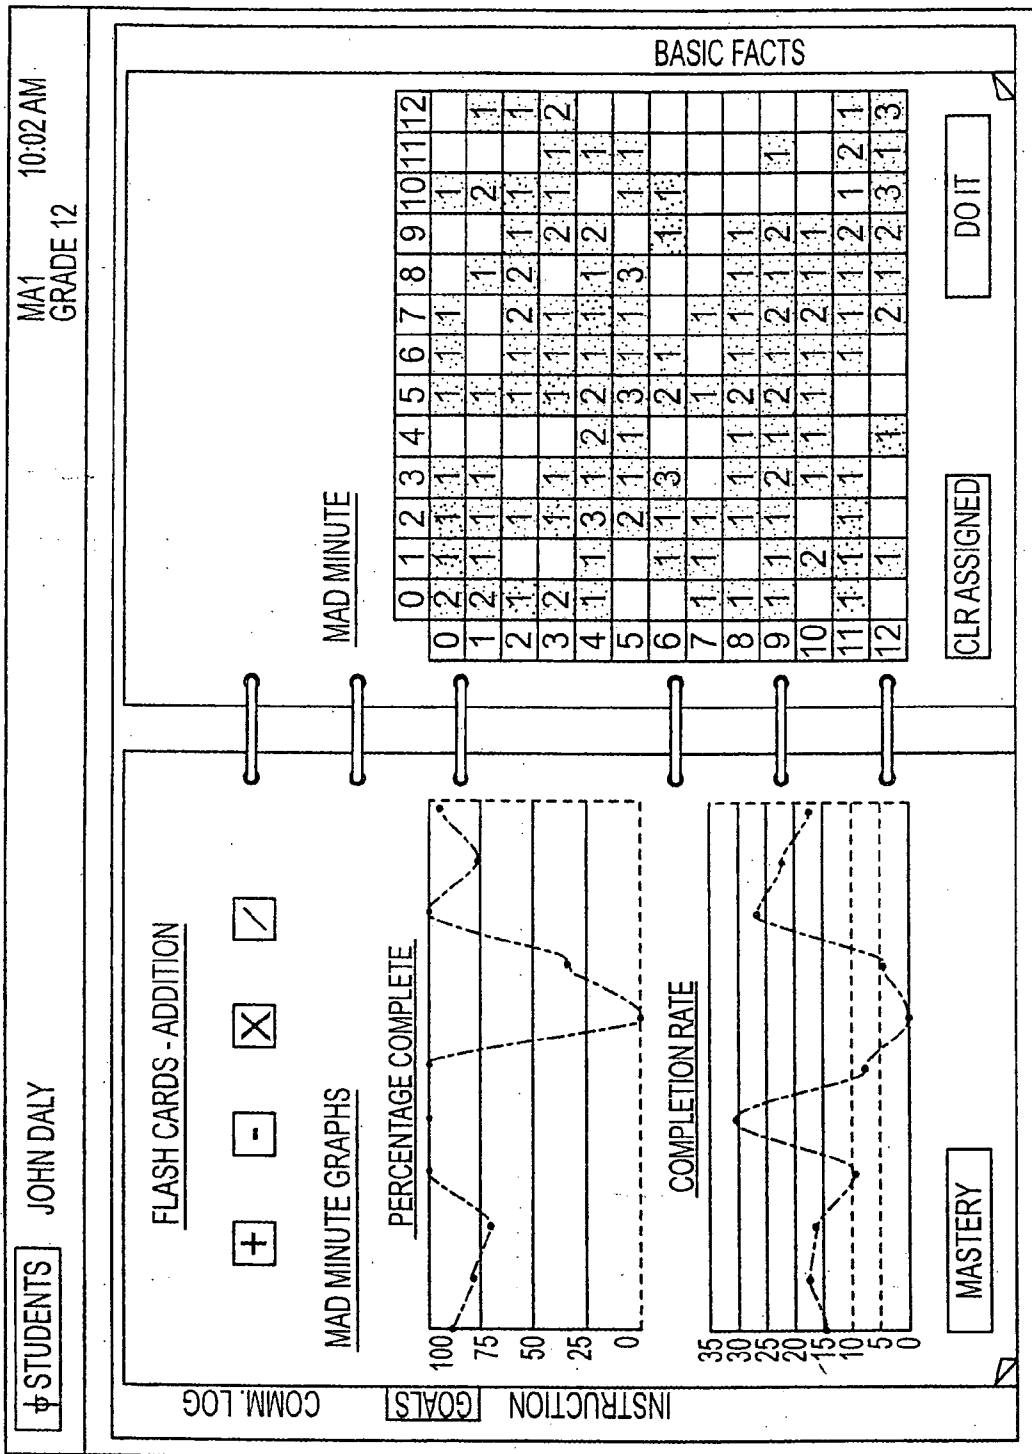 STUDENTS JOHN DALY MA1 10:02 AM
GRADE 12
COMM. LOG
GOALS
INSTRUCTION
FLASH CARDS - ADDITION
+ - X /
MAD MINUTE GRAPHS
PERCENTAGE COMPLETE
100
75
50
25
0
COMPLETION RATE
35
30
25
20
15
10
5
0
MASTERY
MAD MINUTE
0 1 2 3 4 5 6 7 8 9 10 11 12
0 2 1 1 1 1 1 1 1
1 2 1 1 1 1 1 2 1
2 1 1 1 1 2 2 1 1 1
3 2 1 1 1 1 1 2 1 1 2
4 1 1 3 1 2 2 1 1 1 2 1
5 2 1 1 3 1 1 3 1 1
6 1 1 3 2 1 1 1
7 1 1 1 1 1
8 1 1 1 1 2 1 1 1 1
9 1 1 1 2 1 2 1 2 1 2 1
10 2 1 1 1 1 2 1 1
11 1 1 1 1 1 1 1 2 1 2 1
12 1 1 2 1 2 3 1 3
CLR ASSIGNED
DO IT
BASIC FACTS